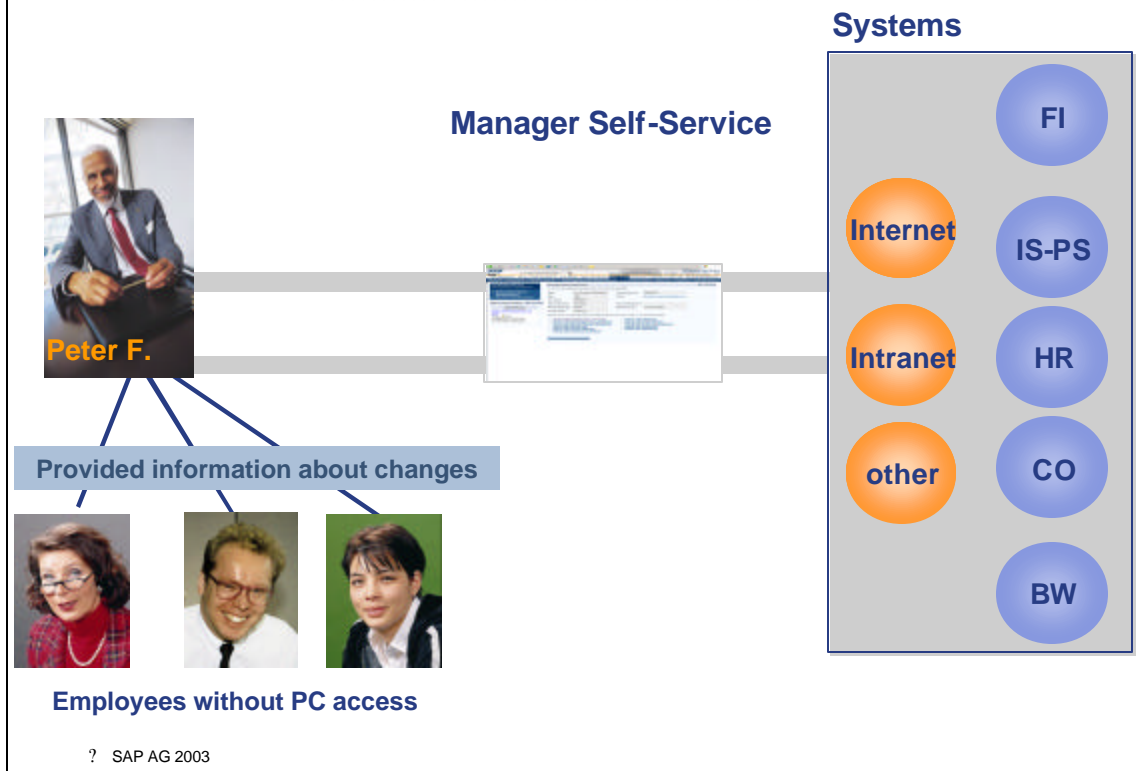 Systems
Manager Self-Service
FI
Internet
IS-PS
Intranet
HR
Peter F.
other
CO
Provided information about changes
BW
Employees without PC access
? SAP AG 2003